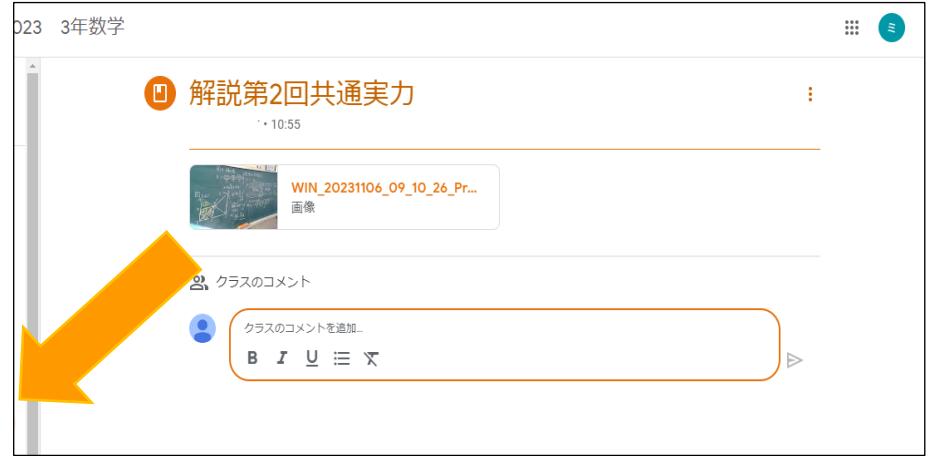 023 3年数学
ミ
解説第2回共通実力
・10:55
WIN_20231106_09_10_26_Pr...
画像
クラスのコメント
クラスのコメントを追加...
B I U